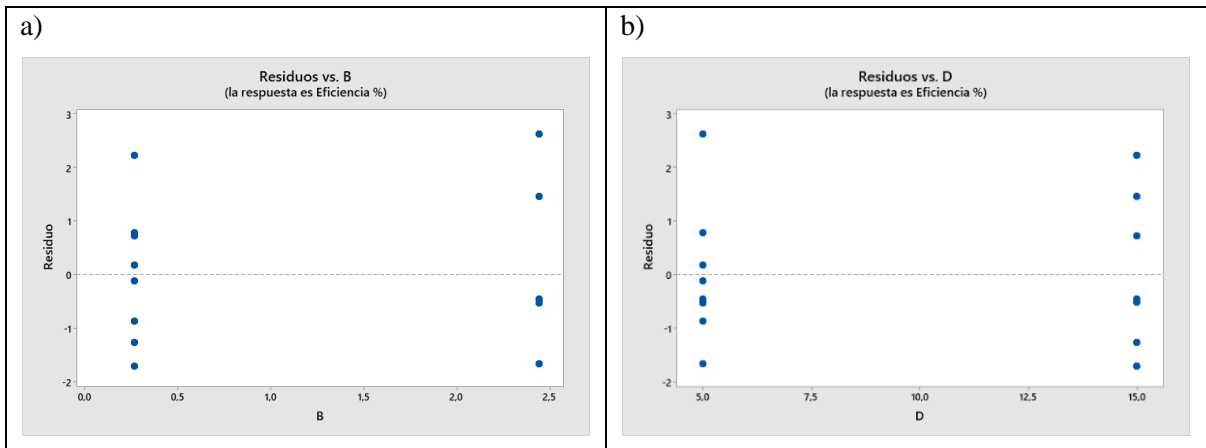 a)
Residuos vs. B
(la respuesta es Eficiencia %)
3
2
1
0
-1
-2
Residuo
0,0 0,5 1,0 1,5 2,0 2,5
B
b)
Residuos vs. D
(la respuesta es Eficiencia %)
3
2
1
0
-1
-2
Residuo
5,0 7,5 10,0 12,5 15,0
D